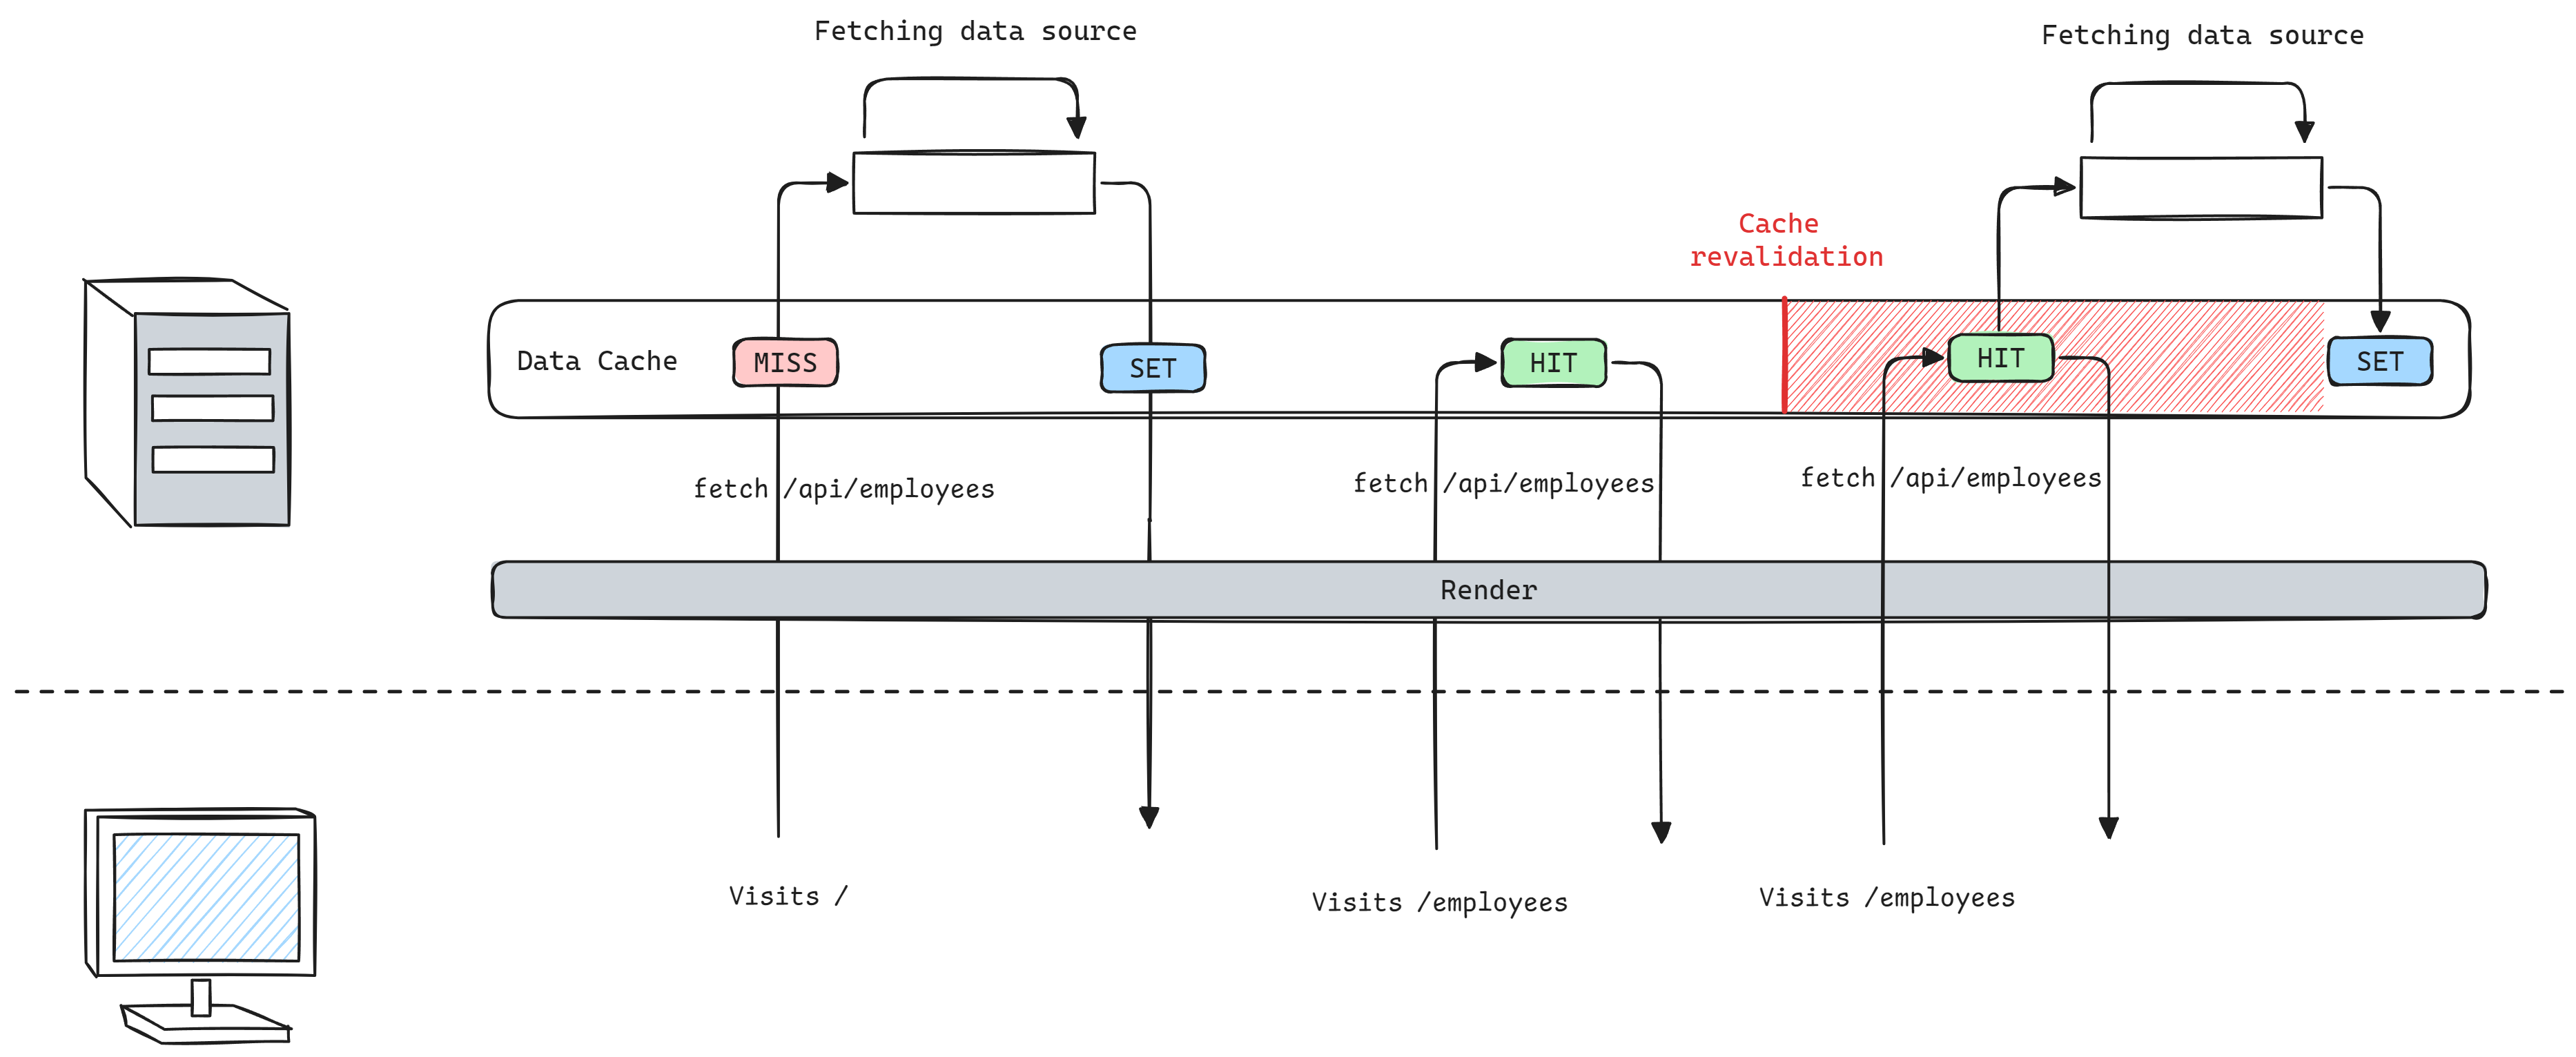 Fetching data source
Fetching data source
Cache
revalidation
Data Cache
MISS
SET
HIT
HIT
SET
fetch /api/employees
fetch /api/employees
fetch /api/employees
Render
Visits /
Visits /employees
Visits /employees